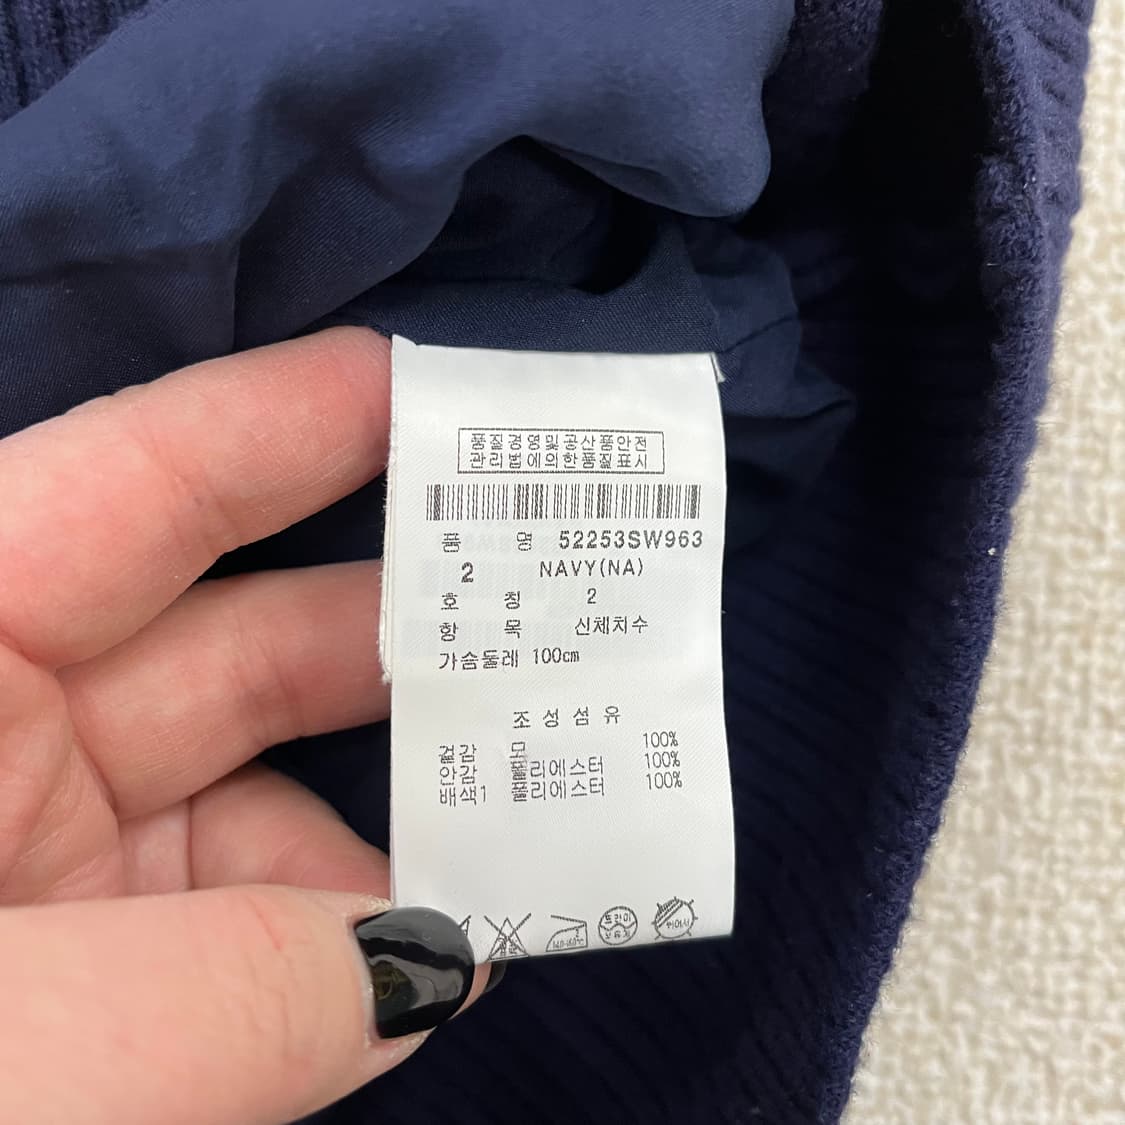 품질경영및공산품안전
관리법에의한품질표시
품 명 52253SW963
2 NAVY(NA)
호 칭 2
항 목 신체치수
가슴둘레 100cm
조성섬유
겉감 모 100%
안감 폴리에스터 100%
배색1 폴리에스터 100%
드라이